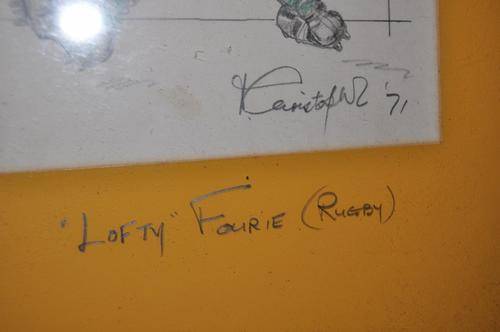 '71
"LOFTY" FOURIE (RUGBY)